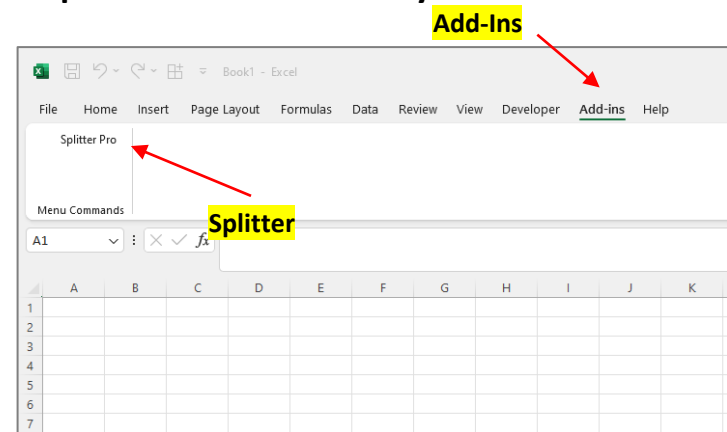 Add-Ins
Book1 - Excel
File Home Insert Page Layout Formulas Data Review View Developer Add-ins Help
Splitter Pro
Menu Commands
Splitter
A1 fx
A B C D E F G H I J K
1
2
3
4
5
6
7